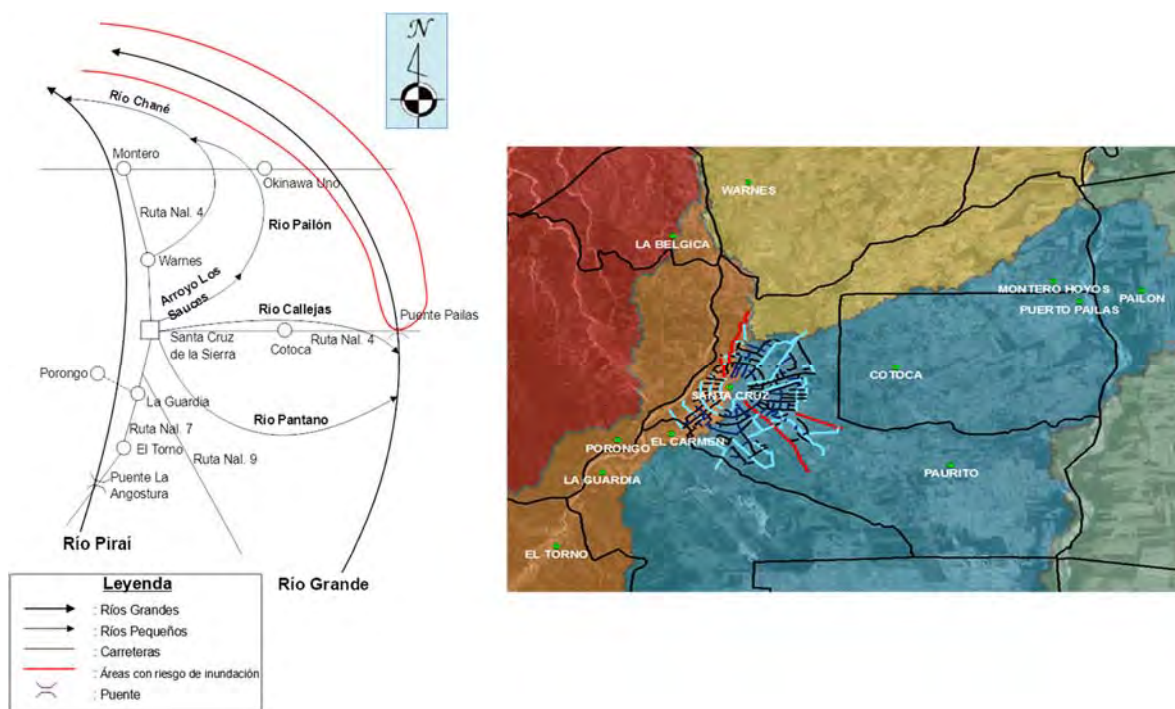 N
Río Chané
Montero
Okinawa Uno
Ruta Nal. 4
Río Pailón
Warnes
Arroyo Los
Sauces
Río Callejas
Puente Pailas
Santa Cruz
de la Sierra
Cotoca
Ruta Nal. 4
Porongo
La Guardia
Río Pantano
Ruta Nal. 7
El Torno
Ruta Nal. 9
Puente La
Angostura
Río Piraí
Río Grande
Leyenda
: Ríos Grandes
: Ríos Pequeños
: Carreteras
: Áreas con riesgo de inundación
: Puente
WARNES
LA BELGICA
MONTERO HOYOS
PAILON
PUERTO PAILAS
COTOCA
SANTA CRUZ
EL CARMEN
PORONGO
PAURITO
LA GUARDIA
EL TORNO